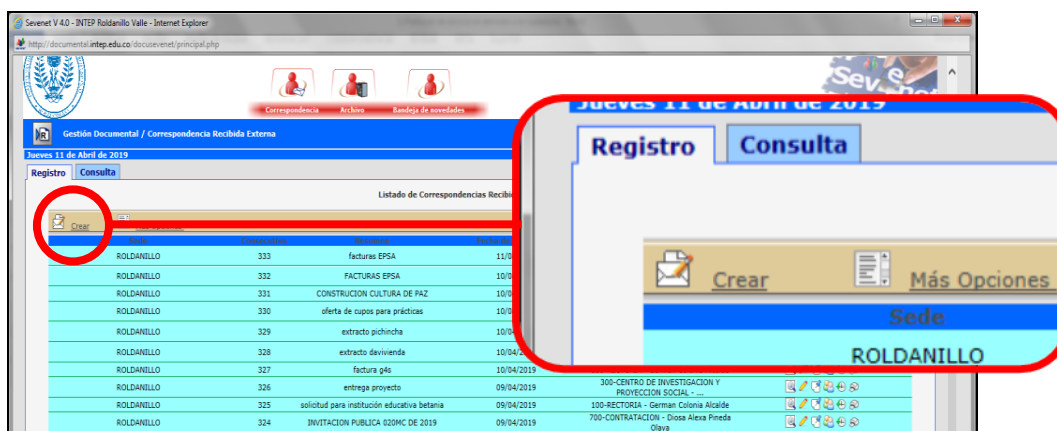 Sevenet V 4.0 - INTEP Roldanillo Valle - Internet Explorer
http://documental.intep.edu.co/docusevenet/principal.php
Correspondencia Archivo Bandeja de novedades
Gestión Documental / Correspondencia Recibida Externa
Jueves 11 de Abril de 2019
Registro Consulta
Listado de Correspondencias
Crear
Sede
ROLDANILLO 333 facturas EPSA
ROLDANILLO 332 FACTURAS EPSA
ROLDANILLO 331 CONSTRUCION CULTURA DE PAZ
ROLDANILLO 330 oferta de cupos para prácticas
ROLDANILLO 329 extracto pichincha
ROLDANILLO 328 extracto davivienda
ROLDANILLO 327 factura g4s 10/04/2019
ROLDANILLO 326 entrega proyecto 09/04/2019 300-CENTRO DE INVESTIGACION Y
PROYECCION SOCIAL - ...
ROLDANILLO 325 solicitud para institución educativa betania 09/04/2019 100-RECTORIA - German Colonia Alcalde
ROLDANILLO 324 INVITACION PUBLICA 020MC DE 2019 09/04/2019 700-CONTRATACION - Diosa Alexa Pineda
Olaya
Jueves 11 de Abril de 2019
Registro Consulta
Crear Más Opciones
Sede
ROLDANILLO